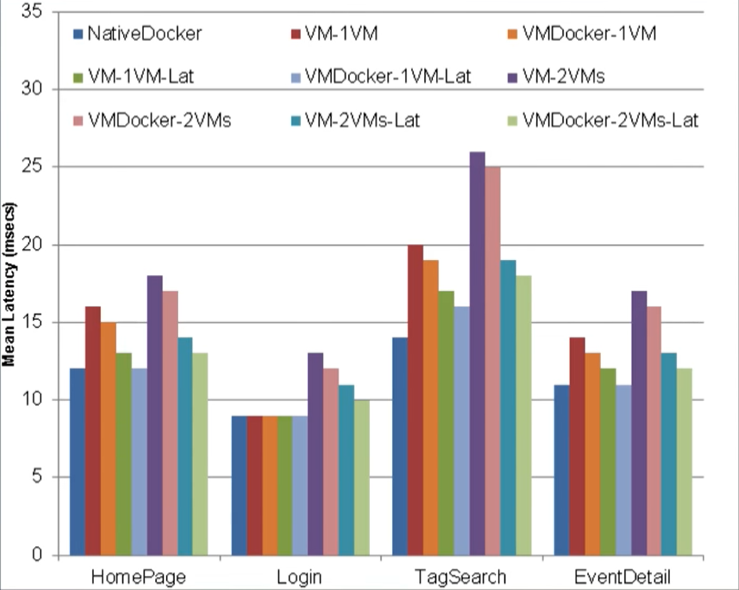 35
NativeDocker VM-1VM VMDocker-1VM
30
VM-1VM-Lat VMDocker-1VM-Lat VM-2VMs
VMDocker-2VMs VM-2VMs-Lat VMDocker-2VMs-Lat
25
20
15
10
5
0
Mean Latency (msecs)
HomePage Login TagSearch EventDetail